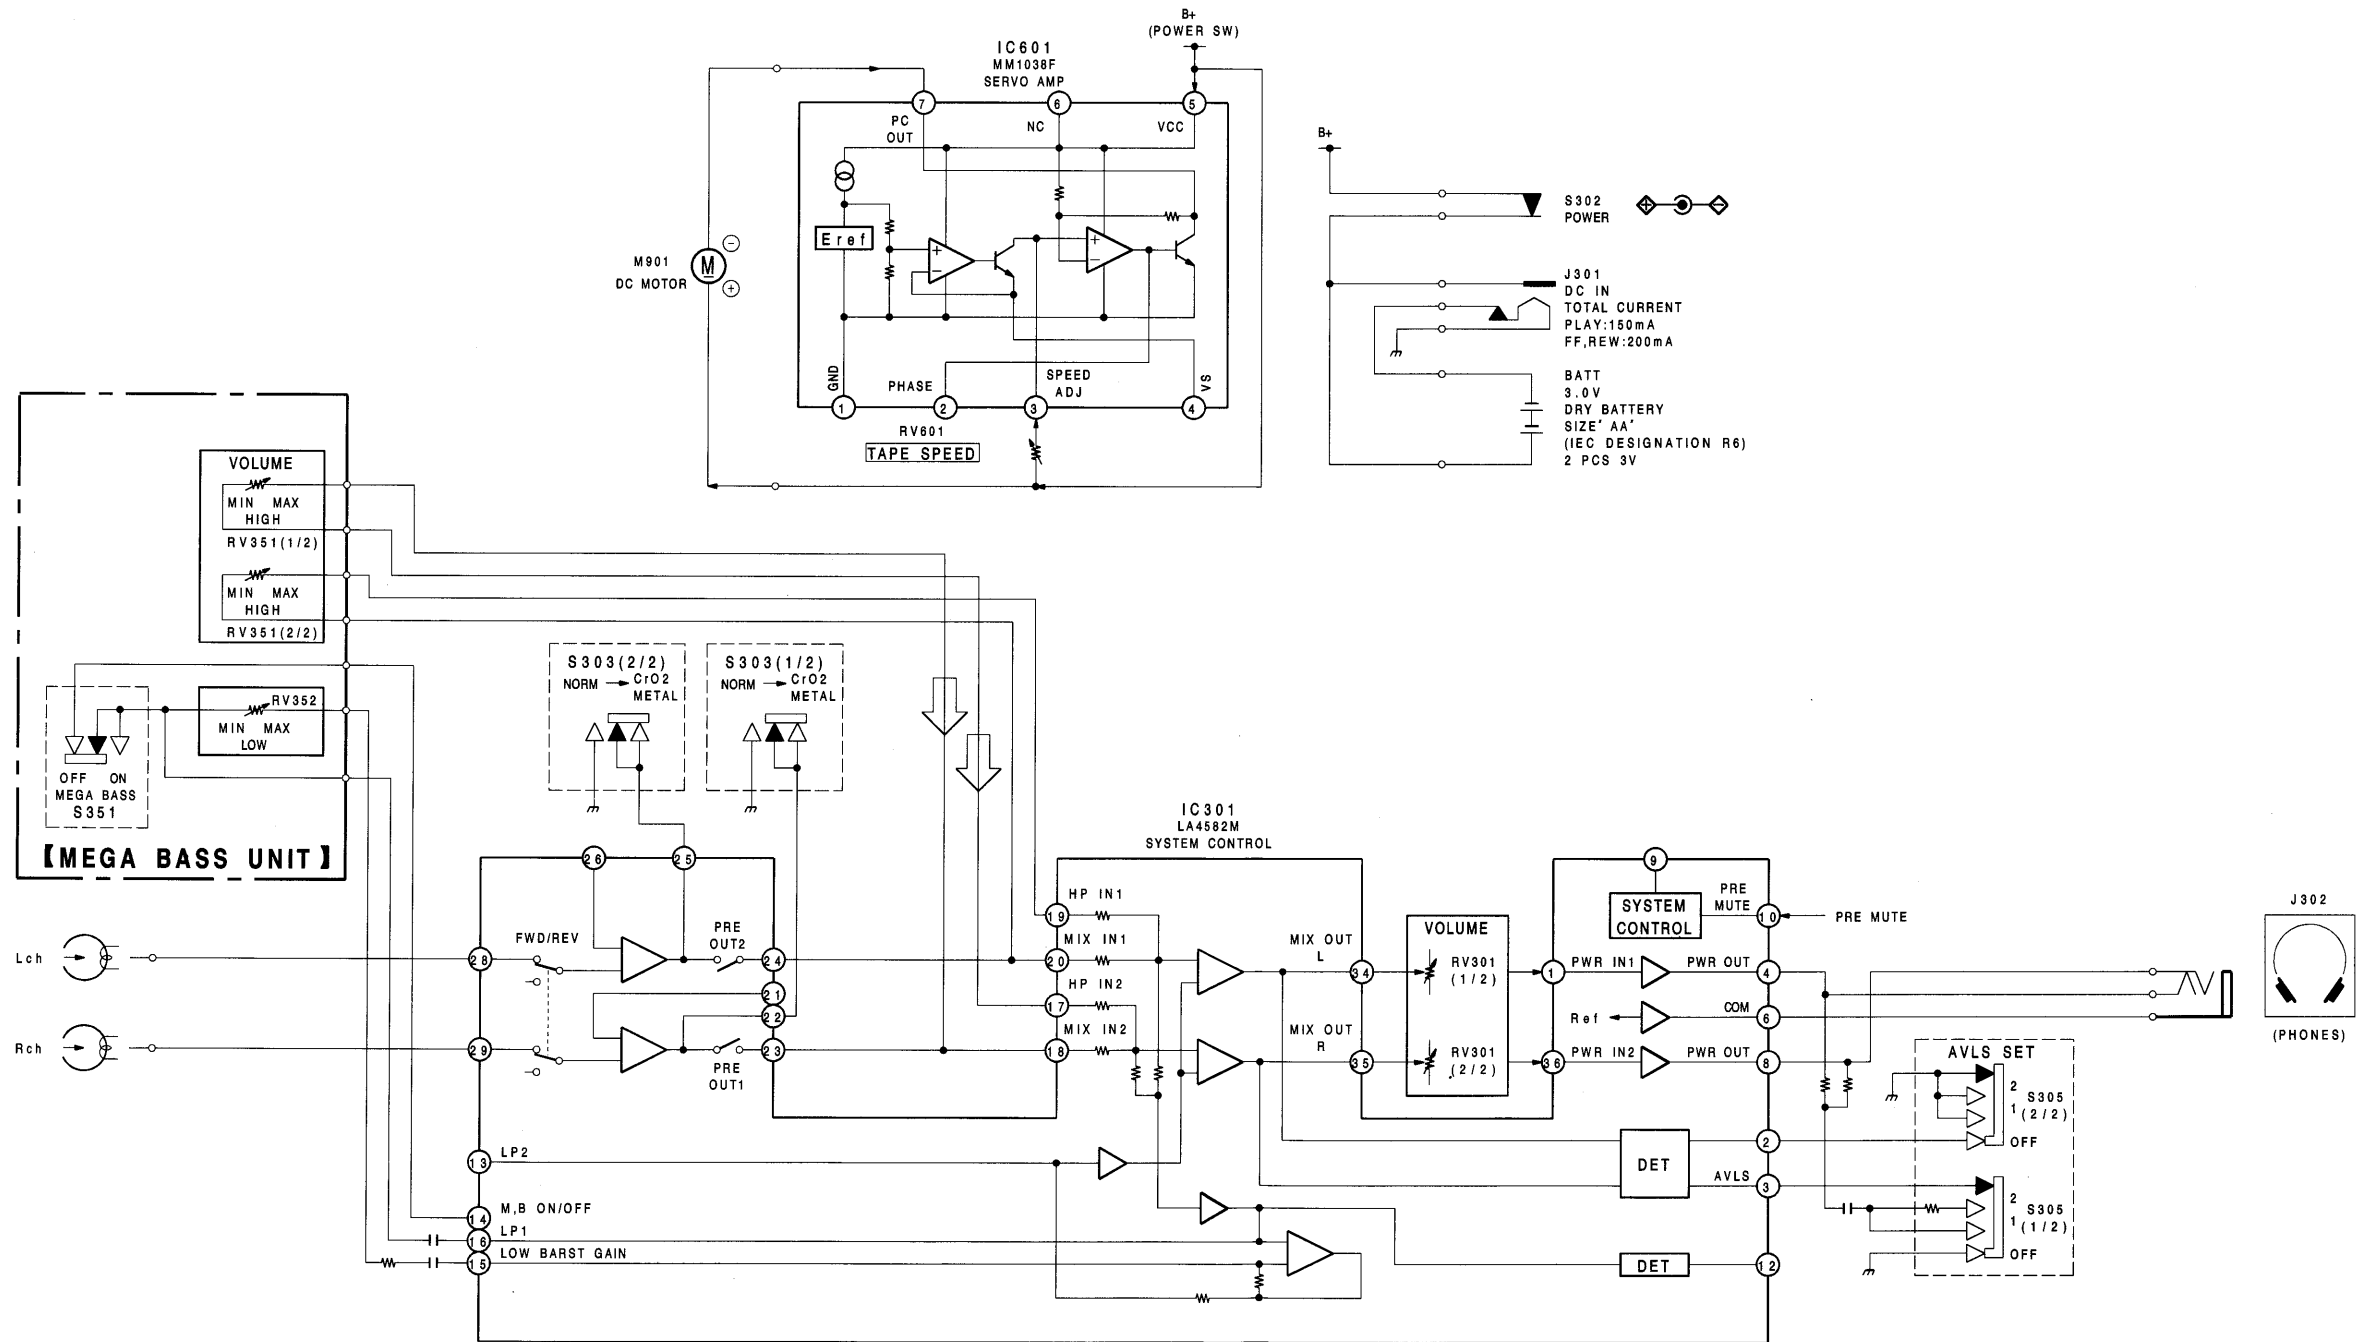 B+
(POWER SW)
IC601
MM1038F
SERVO AMP
7
6
5
PC
OUT
NC
VCC
Eref
+
−
+
−
GND
PHASE
SPEED
ADJ
VS
1
2
3
4
RV601
TAPE SPEED
M901
DC MOTOR
M
−
+
B+
S302
POWER
+
−
J301
DC IN
TOTAL CURRENT
PLAY:150mA
FF,REW:200mA
BATT
3.0V
DRY BATTERY
SIZE"AA"
(IEC DESIGNATION R6)
2 PCS 3V
VOLUME
MIN MAX
HIGH
RV351(1/2)
MIN MAX
HIGH
RV351(2/2)
RV352
MIN MAX
LOW
OFF ON
MEGA BASS
S351
【MEGA BASS UNIT】
S303(2/2)
NORM → CrO2
METAL
S303(1/2)
NORM → CrO2
METAL
IC301
LA4582M
SYSTEM CONTROL
Lch
Rch
26
25
28
29
FWD/REV
PRE
OUT2
PRE
OUT1
24
21
22
23
HP IN1
19
MIX IN1
20
HP IN2
17
MIX IN2
18
MIX OUT
L
34
MIX OUT
R
35
VOLUME
RV301
(1/2)
RV301
(2/2)
9
SYSTEM
CONTROL
PRE
MUTE
10
PRE MUTE
1
PWR IN1
PWR OUT
4
Ref
COM
6
36
PWR IN2
PWR OUT
8
J302
(PHONES)
AVLS SET
2
1
S305
(2/2)
OFF
2
1
S305
(1/2)
OFF
DET
2
AVLS
3
DET
12
13
LP2
14
M,B ON/OFF
16
LP1
15
LOW BARST GAIN